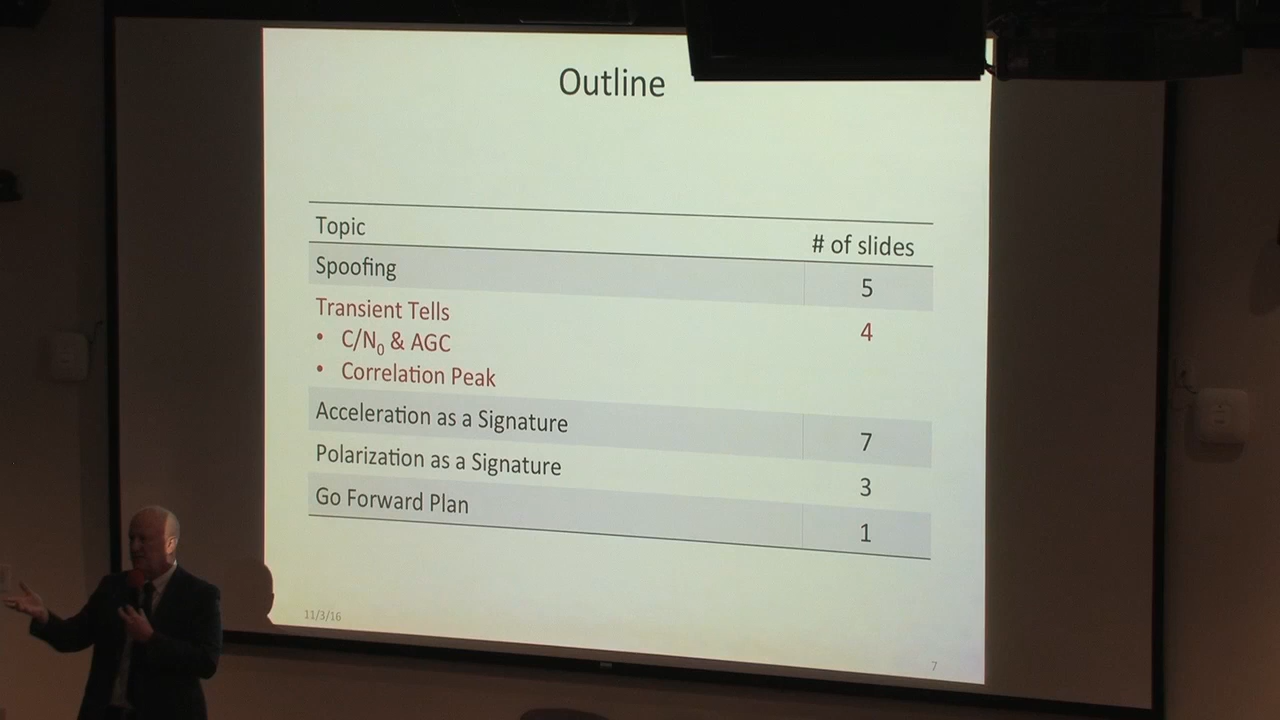 Outline
Topic # of slides
Spoofing 5
Transient Tells 4
• C/N0 & AGC
• Correlation Peak
Acceleration as a Signature 7
Polarization as a Signature 3
Go Forward Plan 1
11/3/16
7